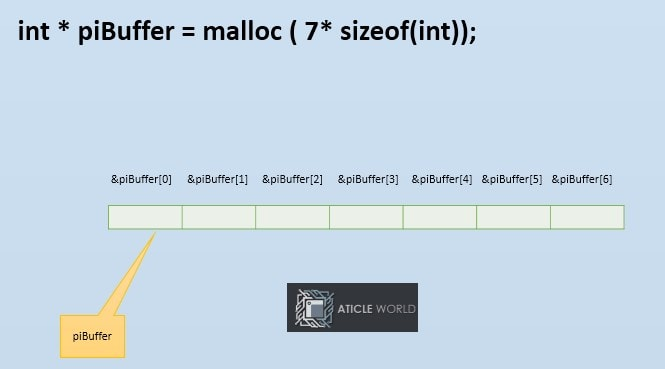 int * piBuffer = malloc ( 7* sizeof(int));
&piBuffer[0] &piBuffer[1] &piBuffer[2] &piBuffer[3] &piBuffer[4] &piBuffer[5] &piBuffer[6]
ATICLE WORLD
piBuffer